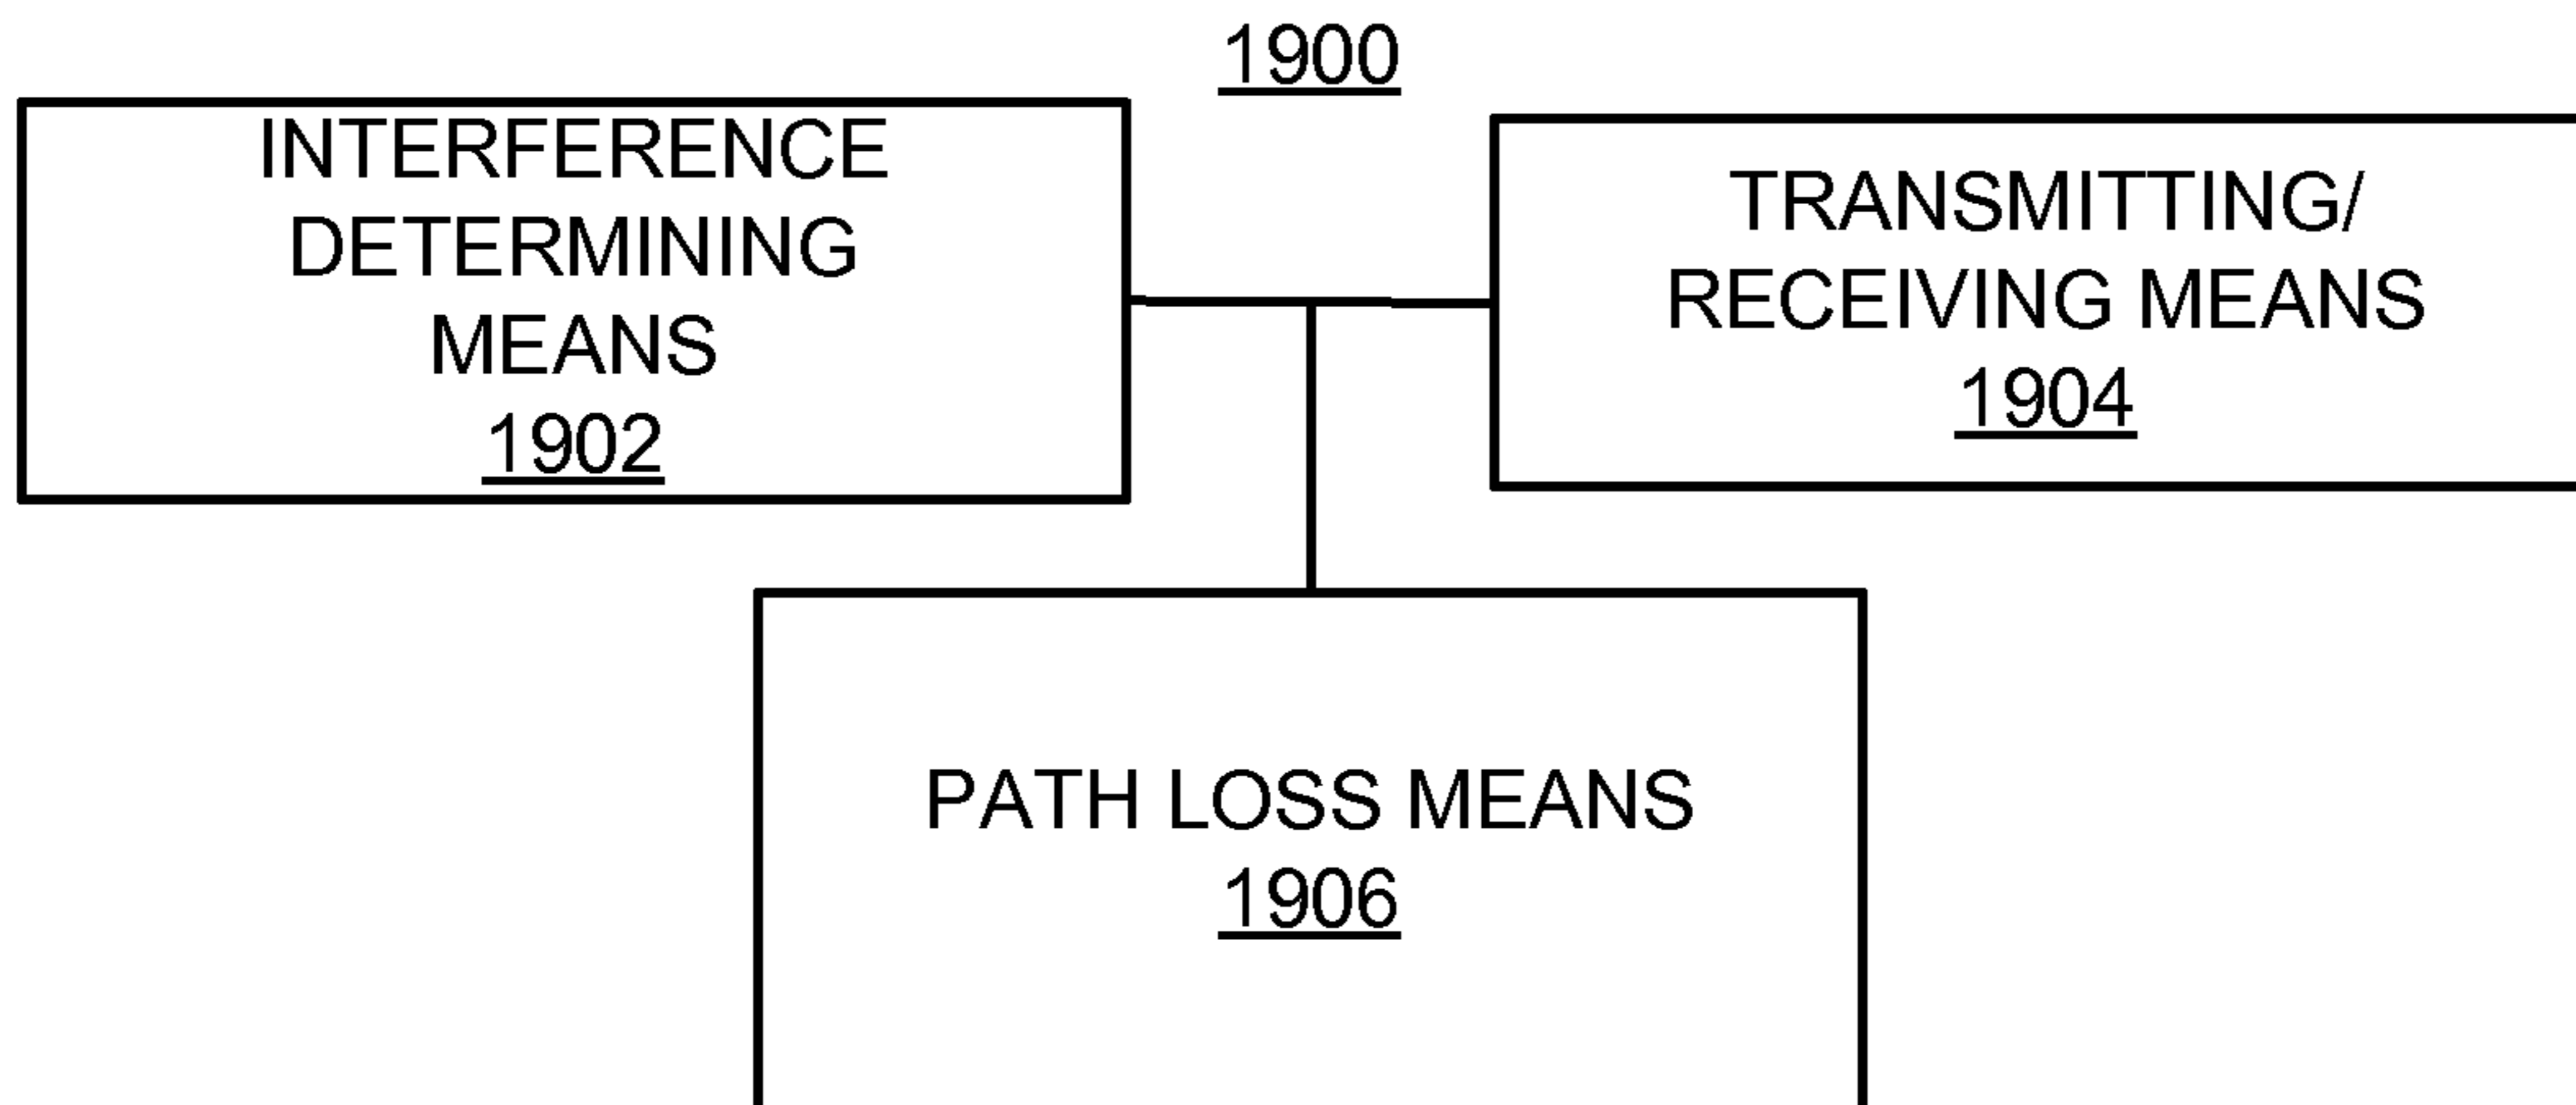 1900
INTERFERENCE
DETERMINING
MEANS
1902
TRANSMITTING/
RECEIVING MEANS
1904
PATH LOSS MEANS
1906